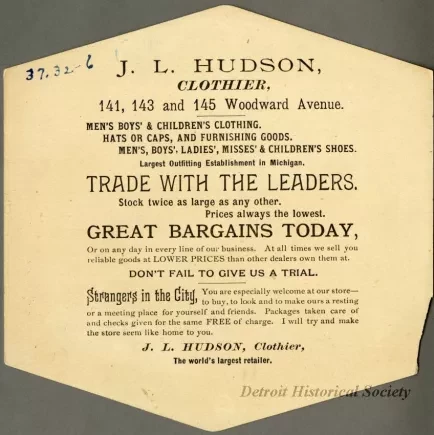 37.32-6
J. L. HUDSON,
CLOTHIER,
141, 143 and 145 Woodward Avenue.
MEN'S BOYS' & CHILDREN'S CLOTHING.
HATS OR CAPS, AND FURNISHING GOODS.
MEN'S, BOYS', LADIES', MISSES' & CHILDREN'S SHOES.
Largest Outfitting Establishment in Michigan.
TRADE WITH THE LEADERS.
Stock twice as large as any other.
Prices always the lowest.
GREAT BARGAINS TODAY,
Or on any day in every line of our business. At all times we sell you
reliable goods at LOWER PRICES than other dealers own them at.
DON'T FAIL TO GIVE US A TRIAL.
Strangers in the City, You are especially welcome at our store—
to buy, to look and to make ours a resting
or a meeting place for yourself and friends. Packages taken care of
and checks given for the same FREE of charge. I will try and make
the store seem like home to you.
J. L. HUDSON, Clothier,
The world's largest retailer.
Detroit Historical Society